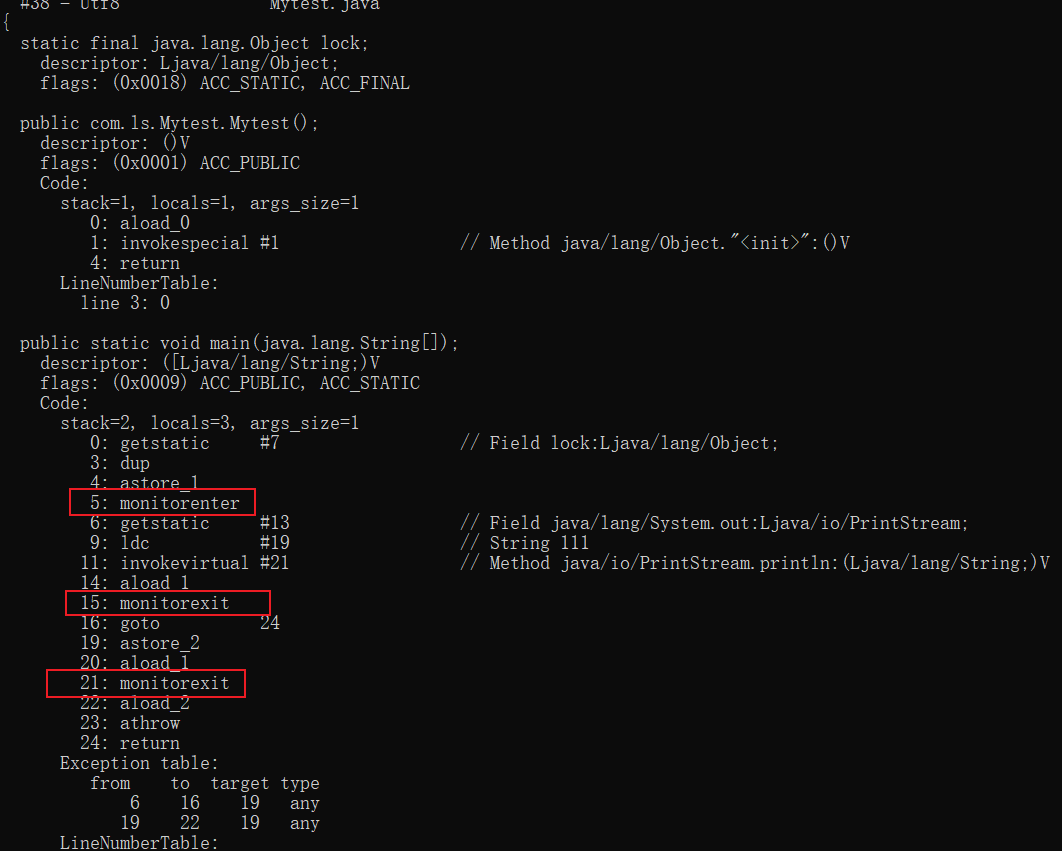 #38 = Utf8               Mytest.java
{
  static final java.lang.Object lock;
    descriptor: Ljava/lang/Object;
    flags: (0x0018) ACC_STATIC, ACC_FINAL
  public com.ls.Mytest.Mytest();
    descriptor: ()V
    flags: (0x0001) ACC_PUBLIC
    Code:
      stack=1, locals=1, args_size=1
         0: aload_0
         1: invokespecial #1                  // Method java/lang/Object."<init>":()V
         4: return
      LineNumberTable:
        line 3: 0
  public static void main(java.lang.String[]);
    descriptor: ([Ljava/lang/String;)V
    flags: (0x0009) ACC_PUBLIC, ACC_STATIC
    Code:
      stack=2, locals=3, args_size=1
         0: getstatic     #7                  // Field lock:Ljava/lang/Object;
         3: dup
         4: astore_1
         5: monitorenter
         6: getstatic     #13                 // Field java/lang/System.out:Ljava/io/PrintStream;
         9: ldc           #19                 // String 111
        11: invokevirtual #21                 // Method java/io/PrintStream.println:(Ljava/lang/String;)V
        14: aload_1
        15: monitorexit
        16: goto          24
        19: astore_2
        20: aload_1
        21: monitorexit
        22: aload_2
        23: athrow
        24: return
      Exception table:
         from    to  target type
             6    16    19   any
            19    22    19   any
      LineNumberTable: